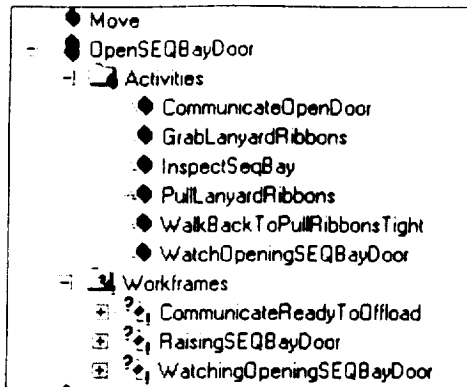 Move
OpenSEQBayDoor
Activities
CommunicateOpenDoor
GrabLanyardRibbons
InspectSeqBay
PullLanyardRibbons
WalkBackToPullRibbonsTight
WatchOpeningSEQBayDoor
Workframes
CommunicateReadyToOffload
RaisingSEQBayDoor
WatchingOpeningSEQBayDoor